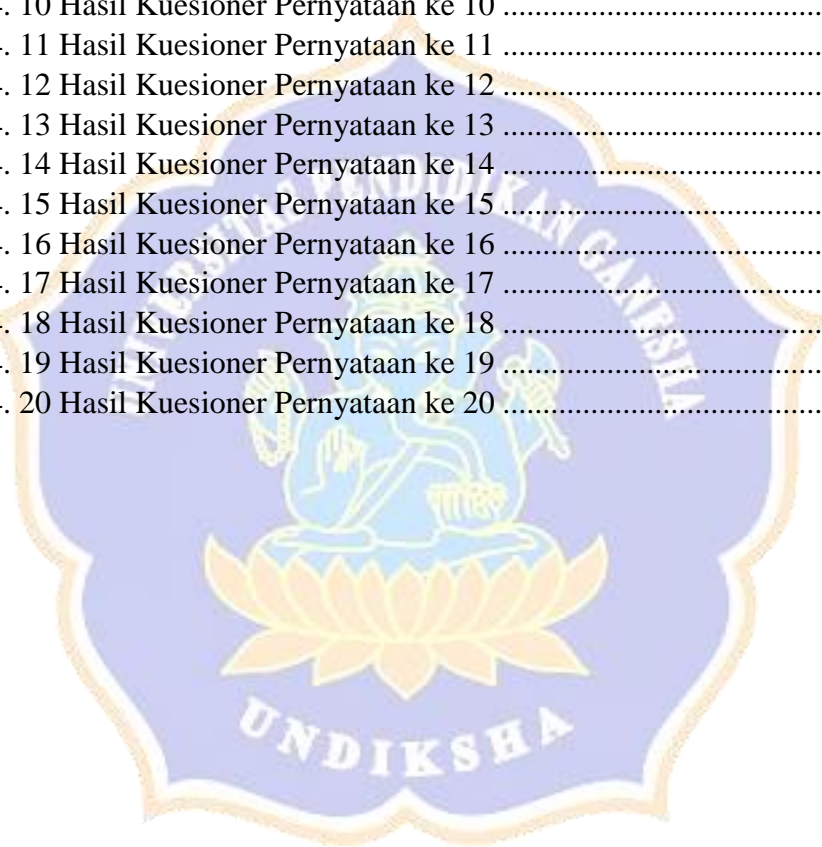 . 10 Hasil Kuesioner Pernyataan ke 10 ........................................
. 11 Hasil Kuesioner Pernyataan ke 11 ........................................
. 12 Hasil Kuesioner Pernyataan ke 12 ........................................
. 13 Hasil Kuesioner Pernyataan ke 13 ........................................
. 14 Hasil Kuesioner Pernyataan ke 14 ........................................
. 15 Hasil Kuesioner Pernyataan ke 15 ........................................
. 16 Hasil Kuesioner Pernyataan ke 16 ........................................
. 17 Hasil Kuesioner Pernyataan ke 17 ........................................
. 18 Hasil Kuesioner Pernyataan ke 18 ........................................
. 19 Hasil Kuesioner Pernyataan ke 19 ........................................
. 20 Hasil Kuesioner Pernyataan ke 20 ........................................
UNIVERSITAS PENDIDIKAN GANESHA
UNDIKSHA